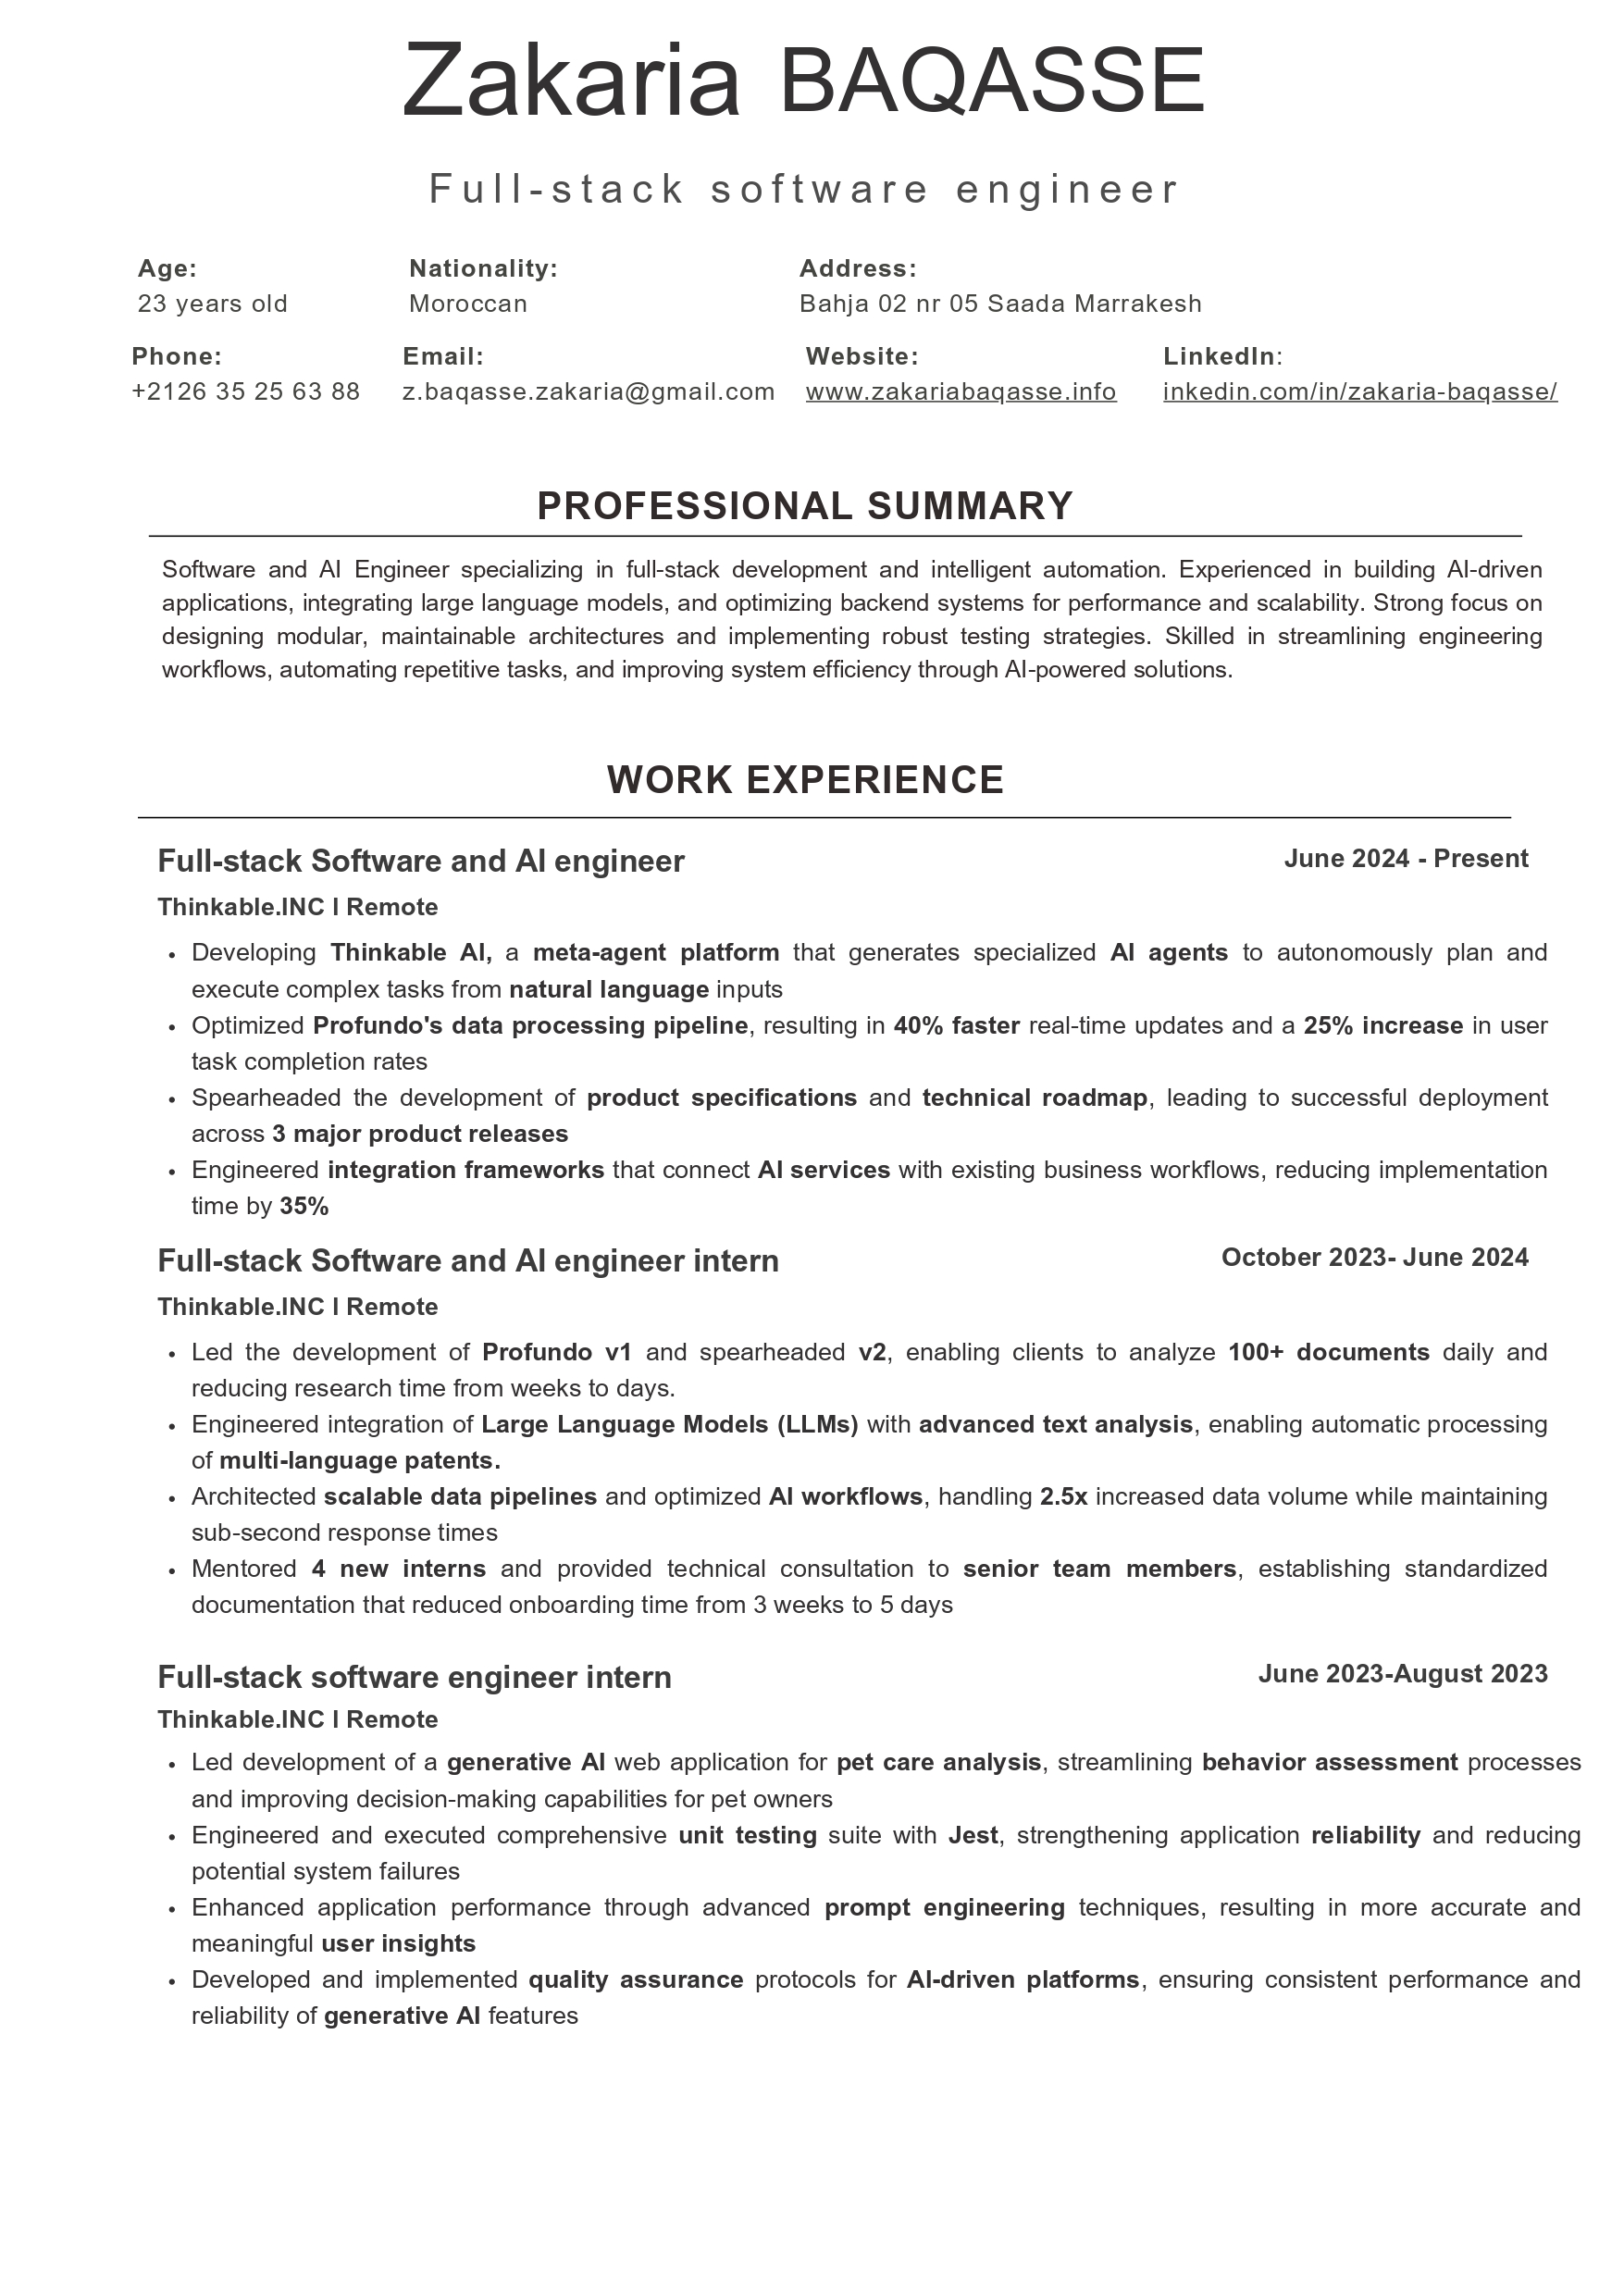 Zakaria BAQASSE
Full-stack software engineer
Age: Nationality: Address:
23 years old Moroccan Bahja 02 nr 05 Saada Marrakesh
Phone: Email: Website: LinkedIn:
+2126 35 25 63 88 z.baqasse.zakaria@gmail.com www.zakariabaqasse.info inkedin.com/in/zakaria-baqasse/
PROFESSIONAL SUMMARY
Software and AI Engineer specializing in full-stack development and intelligent automation. Experienced in building AI-driven
applications, integrating large language models, and optimizing backend systems for performance and scalability. Strong focus on
designing modular, maintainable architectures and implementing robust testing strategies. Skilled in streamlining engineering
workflows, automating repetitive tasks, and improving system efficiency through AI-powered solutions.
WORK EXPERIENCE
Full-stack Software and AI engineer June 2024 - Present
Thinkable.INC l Remote
• Developing Thinkable AI, a meta-agent platform that generates specialized AI agents to autonomously plan and
execute complex tasks from natural language inputs
• Optimized Profundo's data processing pipeline, resulting in 40% faster real-time updates and a 25% increase in user
task completion rates
• Spearheaded the development of product specifications and technical roadmap, leading to successful deployment
across 3 major product releases
• Engineered integration frameworks that connect AI services with existing business workflows, reducing implementation
time by 35%
Full-stack Software and AI engineer intern October 2023- June 2024
Thinkable.INC l Remote
• Led the development of Profundo v1 and spearheaded v2, enabling clients to analyze 100+ documents daily and
reducing research time from weeks to days.
• Engineered integration of Large Language Models (LLMs) with advanced text analysis, enabling automatic processing
of multi-language patents.
• Architected scalable data pipelines and optimized AI workflows, handling 2.5x increased data volume while maintaining
sub-second response times
• Mentored 4 new interns and provided technical consultation to senior team members, establishing standardized
documentation that reduced onboarding time from 3 weeks to 5 days
Full-stack software engineer intern June 2023-August 2023
Thinkable.INC l Remote
• Led development of a generative AI web application for pet care analysis, streamlining behavior assessment processes
and improving decision-making capabilities for pet owners
• Engineered and executed comprehensive unit testing suite with Jest, strengthening application reliability and reducing
potential system failures
• Enhanced application performance through advanced prompt engineering techniques, resulting in more accurate and
meaningful user insights
• Developed and implemented quality assurance protocols for AI-driven platforms, ensuring consistent performance and
reliability of generative AI features